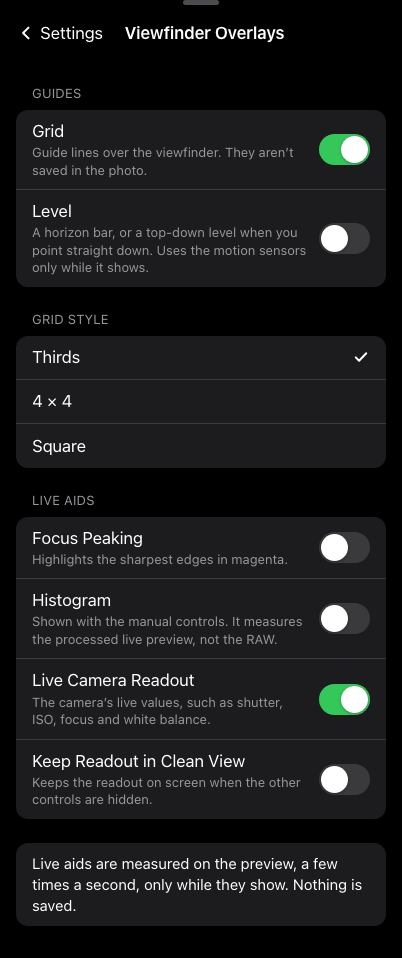 Settings
Viewfinder Overlays
GUIDES
Grid
Guide lines over the viewfinder. They aren’t
saved in the photo.
Level
A horizon bar, or a top-down level when you
point straight down. Uses the motion sensors
only while it shows.
GRID STYLE
Thirds
4 × 4
Square
LIVE AIDS
Focus Peaking
Highlights the sharpest edges in magenta.
Histogram
Shown with the manual controls. It measures
the processed live preview, not the RAW.
Live Camera Readout
The camera’s live values, such as shutter,
ISO, focus and white balance.
Keep Readout in Clean View
Keeps the readout on screen when the other
controls are hidden.
Live aids are measured on the preview, a few
times a second, only while they show. Nothing is
saved.